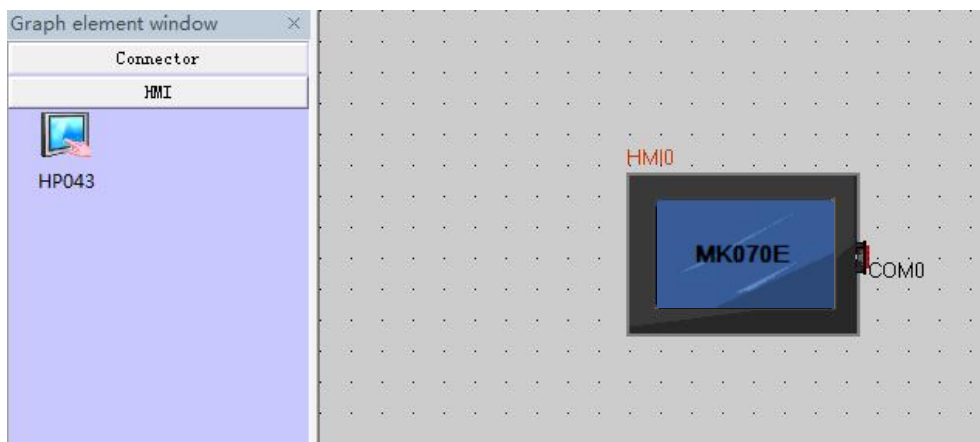 Graph element window
Connector
HMI
HP043
HMI0
MK070E
COM0